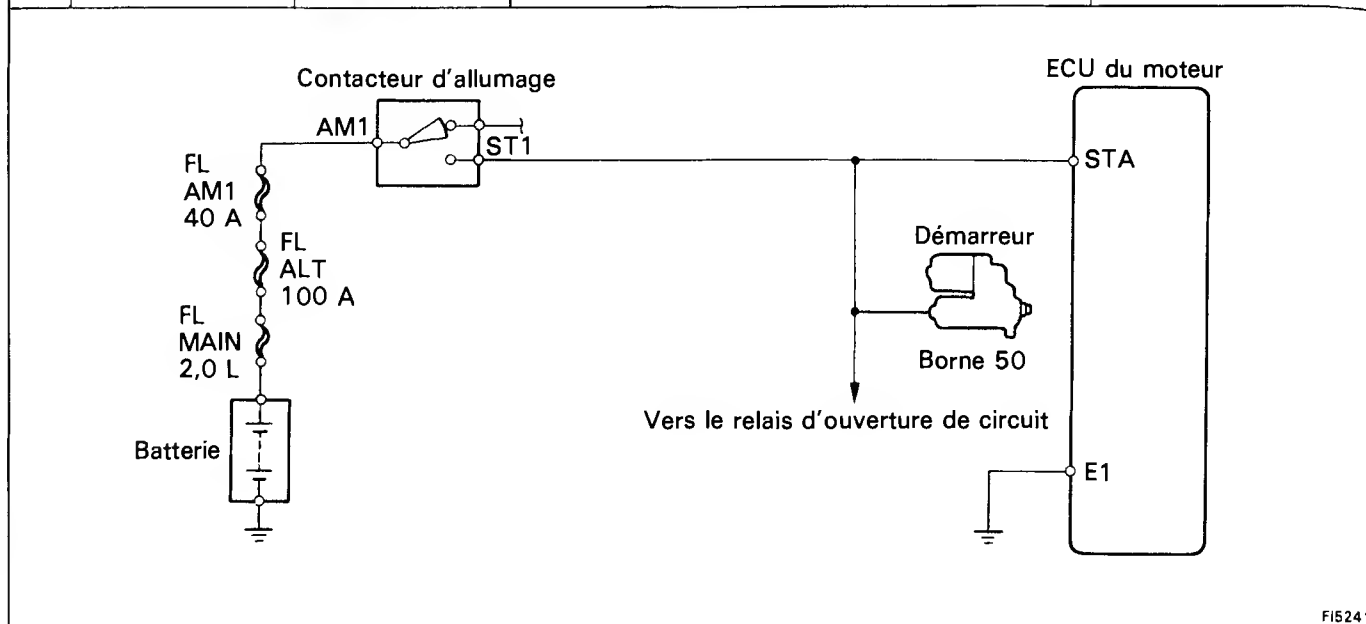 Contacteur d'allumage
ECU du moteur
AM1
ST1
STA
FL
AM1
40 A
FL
ALT
100 A
FL
MAIN
2,0 L
Démarreur
Borne 50
Vers le relais d'ouverture de circuit
Batterie
E1